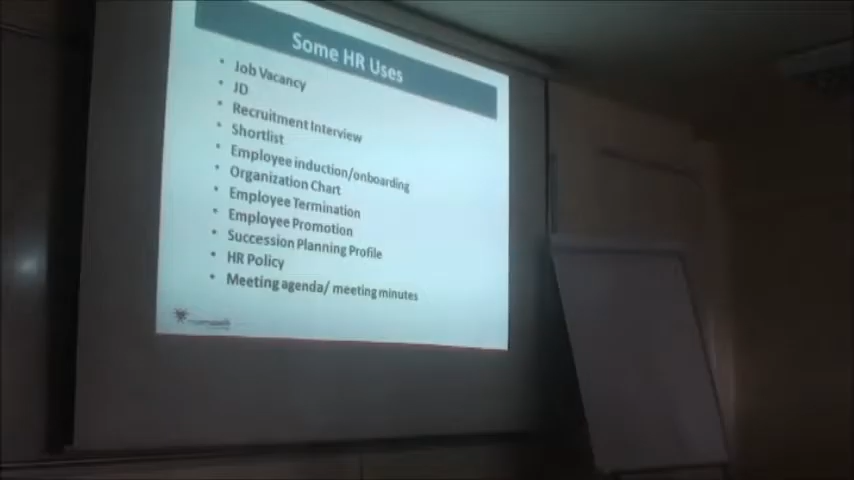 Some HR Uses
• Job Vacancy
• JD
• Recruitment Interview
• Shortlist
• Employee induction/onboarding
• Organization Chart
• Employee Termination
• Employee Promotion
• Succession Planning Profile
• HR Policy
• Meeting agenda/ meeting minutes